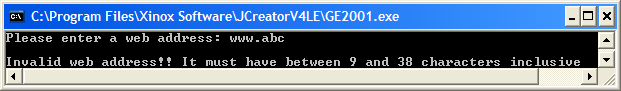 C:\Program Files\Xinox Software\JCreatorV4LE\GE2001.exe
Please enter a web address: www.abc
Invalid web address!! It must have between 9 and 38 characters inclusive